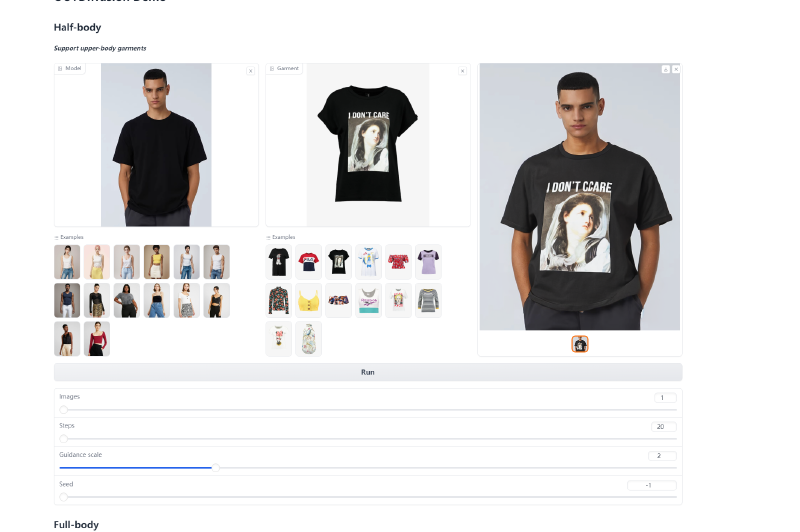 Half-body
Support upper-body garments
Model
Garment
I DON'T CARE
I DON'T CCARE
Examples
Examples
Run
Images
1
Steps
20
Guidance scale
2
Seed
-1
Full-body